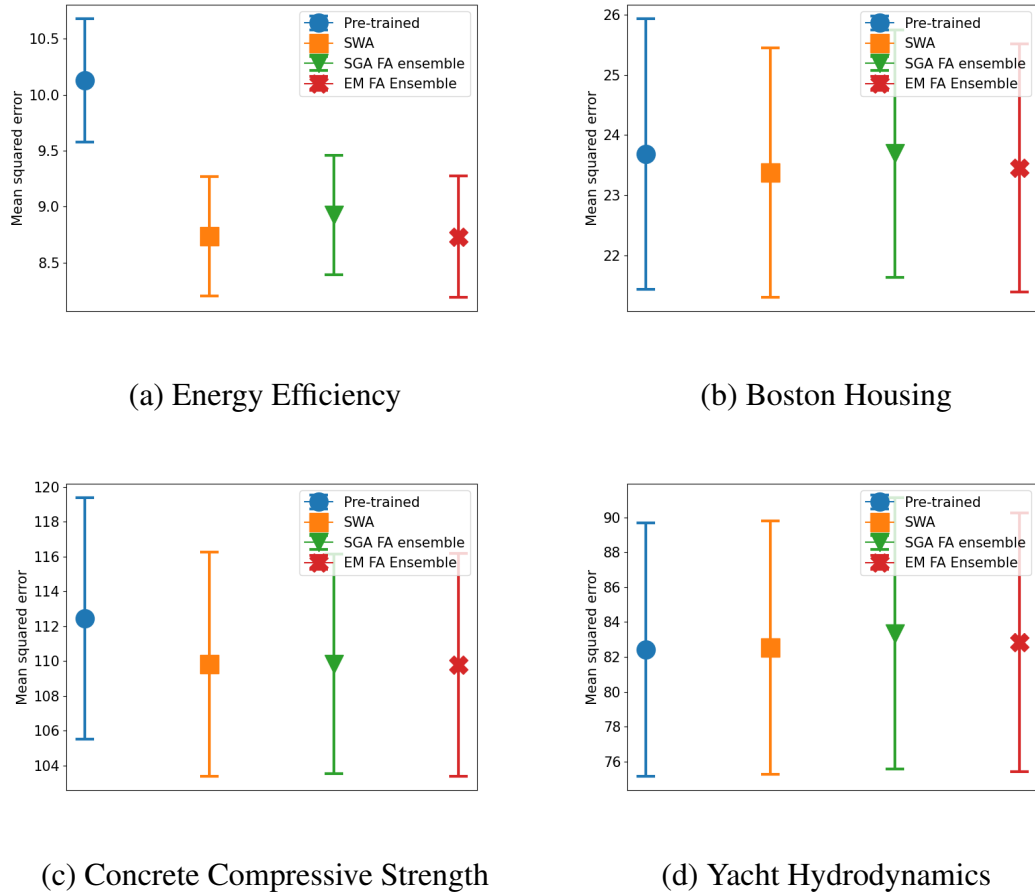 10.5
10.0
9.5
9.0
8.5
Mean squared error
Pre-trained
SWA
SGA FA ensemble
EM FA Ensemble
(a) Energy Efficiency
26
25
24
23
22
Mean squared error
Pre-trained
SWA
SGA FA ensemble
EM FA Ensemble
(b) Boston Housing
120
118
116
114
112
110
108
106
104
Mean squared error
Pre-trained
SWA
SGA FA ensemble
EM FA Ensemble
(c) Concrete Compressive Strength
90
88
86
84
82
80
78
76
Mean squared error
Pre-trained
SWA
SGA FA ensemble
EM FA Ensemble
(d) Yacht Hydrodynamics